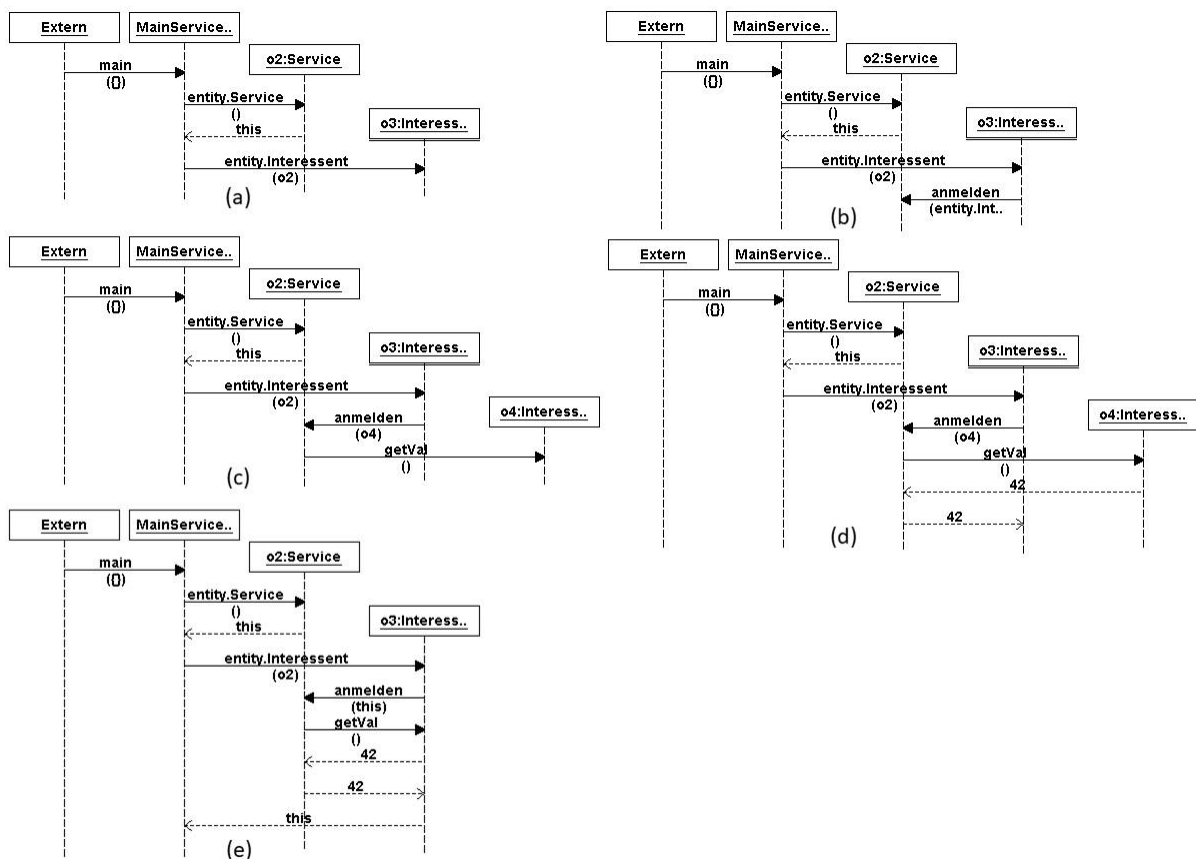 Extern
MainService..
o2:Service
main
({})
entity.Service
()
this
o3:Interess..
entity.Interessent
(o2)
(a)
Extern
MainService..
o2:Service
main
({})
entity.Service
()
this
o3:Interess..
entity.Interessent
(o2)
anmelden
(entity.Int..
(b)
Extern
MainService..
o2:Service
main
({})
entity.Service
()
this
o3:Interess..
entity.Interessent
(o2)
anmelden
(o4)
o4:Interess..
getVal
()
(c)
Extern
MainService..
o2:Service
main
({})
entity.Service
()
this
o3:Interess..
entity.Interessent
(o2)
anmelden
(o4)
o4:Interess..
getVal
()
42
42
(d)
Extern
MainService..
o2:Service
main
({})
entity.Service
()
this
o3:Interess..
entity.Interessent
(o2)
anmelden
(this)
getVal
()
42
42
this
(e)